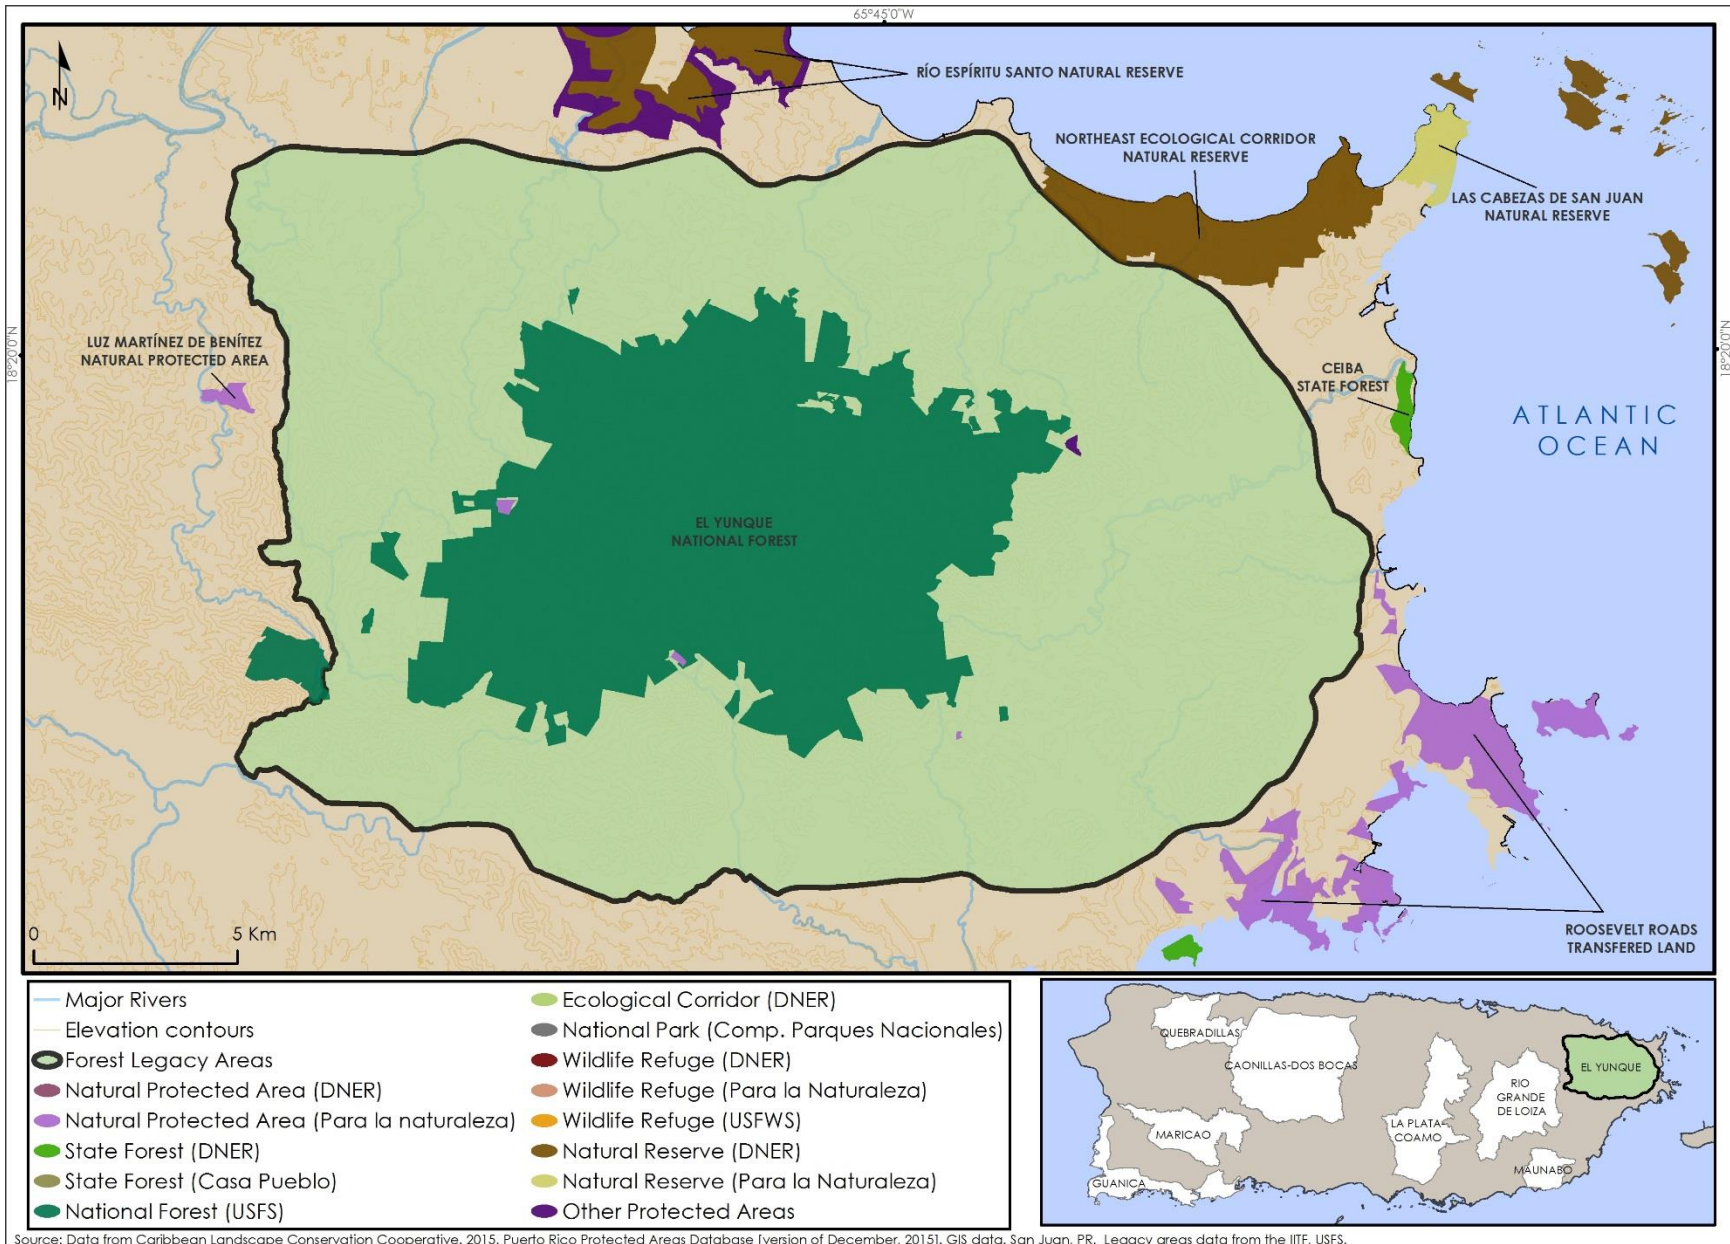 65°45'0"W
N
RÍO ESPÍRITU SANTO NATURAL RESERVE
NORTHEAST ECOLOGICAL CORRIDOR
NATURAL RESERVE
LAS CABEZAS DE SAN JUAN
NATURAL RESERVE
LUZ MARTÍNEZ DE BENÍTEZ
NATURAL PROTECTED AREA
18°20'0"N
18°20'0"N
CEIBA
STATE FOREST
ATLANTIC
OCEAN
EL YUNQUE
NATIONAL FOREST
ROOSEVELT ROADS
TRANSFERED LAND
0 5 Km
Major Rivers
Elevation contours
Forest Legacy Areas
Natural Protected Area (DNER)
Natural Protected Area (Para la naturaleza)
State Forest (DNER)
State Forest (Casa Pueblo)
National Forest (USFS)
Ecological Corridor (DNER)
National Park (Comp. Parques Nacionales)
Wildlife Refuge (DNER)
Wildlife Refuge (Para la Naturaleza)
Wildlife Refuge (USFWS)
Natural Reserve (DNER)
Natural Reserve (Para la Naturaleza)
Other Protected Areas
QUEBRADILLAS
CAONILLAS-DOS BOCAS
EL YUNQUE
RIO
GRANDE
DE LOIZA
LA PLATA-
COAMO
MARICAO
MAUNABO
GUANICA
Source: Data from Caribbean Landscape Conservation Cooperative. 2015. Puerto Rico Protected Areas Database [version of December, 2015]. GIS data. San Juan, PR. Legacy areas data from the IITF, USFS.